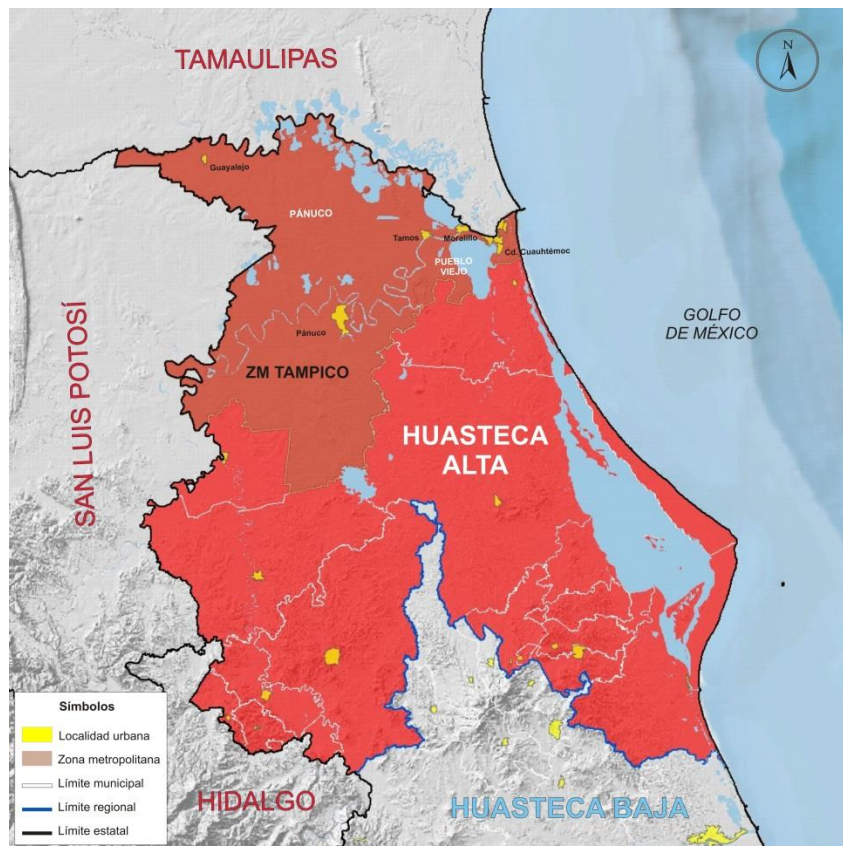 TAMAULIPAS
N
Guayalejo
PÁNUCO
Tamos
Moralillo
Cd. Cuauhtémoc
PUEBLO
VIEJO
GOLFO
DE MÉXICO
Pánuco
SAN LUIS POTOSÍ
ZM TAMPICO
HUASTECA
ALTA
Símbolos
Localidad urbana
Zona metropolitana
Límite municipal
Límite regional
Límite estatal
HIDALGO
HUASTECA BAJA